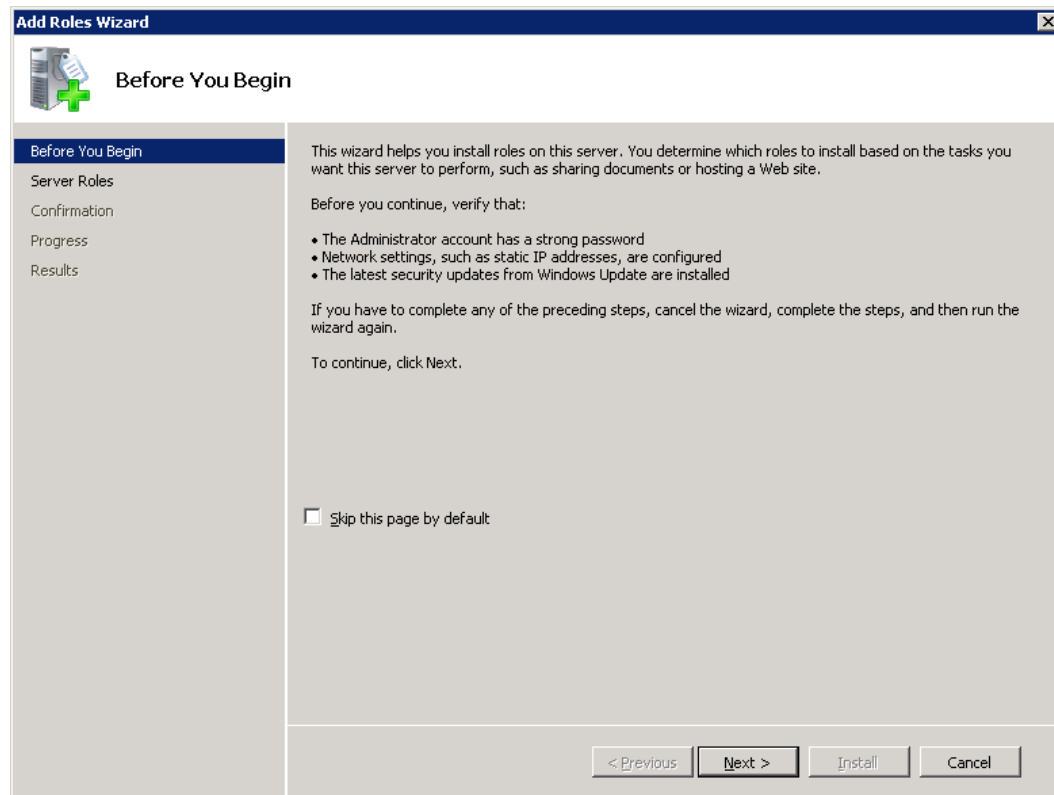 Add Roles Wizard
Before You Begin
Before You Begin
Server Roles
Confirmation
Progress
Results
This wizard helps you install roles on this server. You determine which roles to install based on the tasks you
want this server to perform, such as sharing documents or hosting a Web site.
Before you continue, verify that:
• The Administrator account has a strong password
• Network settings, such as static IP addresses, are configured
• The latest security updates from Windows Update are installed
If you have to complete any of the preceding steps, cancel the wizard, complete the steps, and then run the
wizard again.
To continue, click Next.
Skip this page by default
< Previous Next > Install Cancel